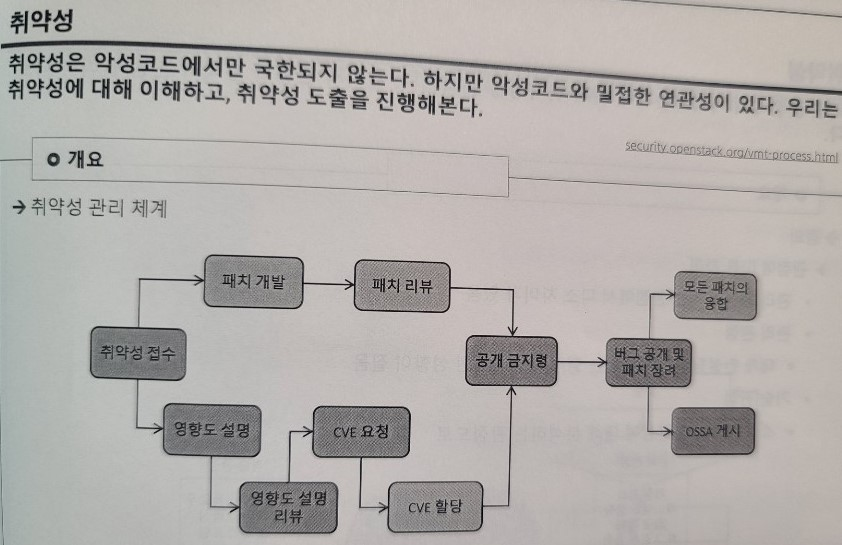 취약성
취약성은 악성코드에서만 국한되지 않는다. 하지만 악성코드와 밀접한 연관성이 있다. 우리는
취약성에 대해 이해하고, 취약성 도출을 진행해본다.
security.openstack.org/vmt-process.html
개요
→ 취약성 관리 체계
패치 개발
패치 리뷰
모든 패치의
융합
취약성 접수
공개 금지령
버그 공개 및
패치 장려
영향도 설명
CVE 요청
OSSA 게시
영향도 설명
리뷰
CVE 할당